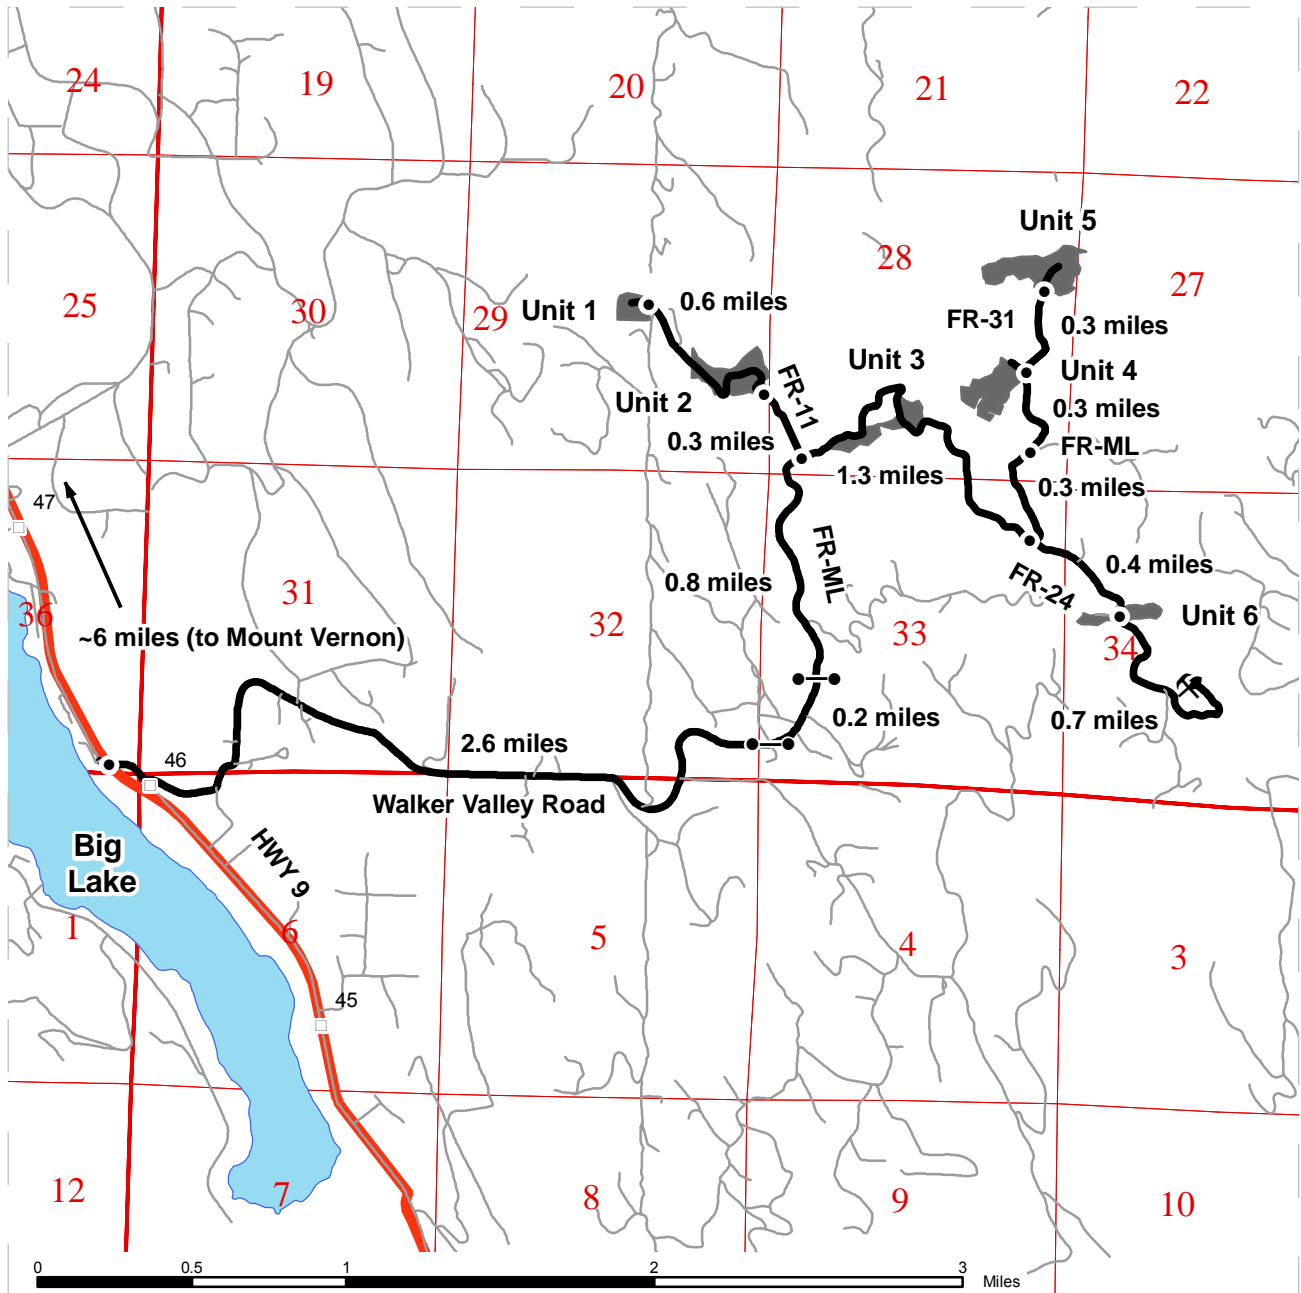 24
19
20
21
22
Unit 5
28
27
25
30
29
Unit 1
0.6 miles
FR-31
0.3 miles
Unit 3
Unit 4
FR-11
Unit 2
0.3 miles
0.3 miles
FR-ML
1.3 miles
0.3 miles
47
FR-ML
0.8 miles
0.4 miles
FR-24
31
36
32
33
Unit 6
~6 miles (to Mount Vernon)
34
0.2 miles
0.7 miles
2.6 miles
46
Walker Valley Road
Big
Lake
HWY 9
1
6
5
4
3
45
12
7
8
9
10
0 0.5 1 2 3
Miles